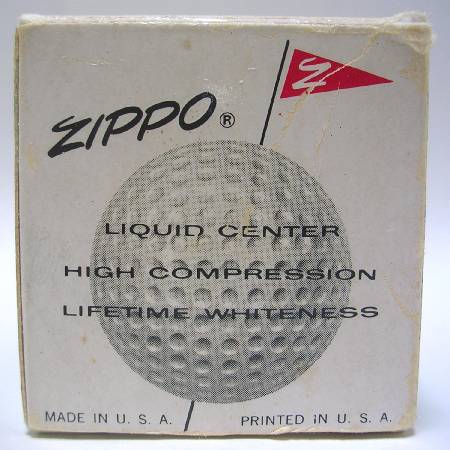 Z
ZIPPO ®
LIQUID CENTER
HIGH COMPRESSION
LIFETIME WHITENESS
MADE IN U. S. A. PRINTED IN U. S. A.